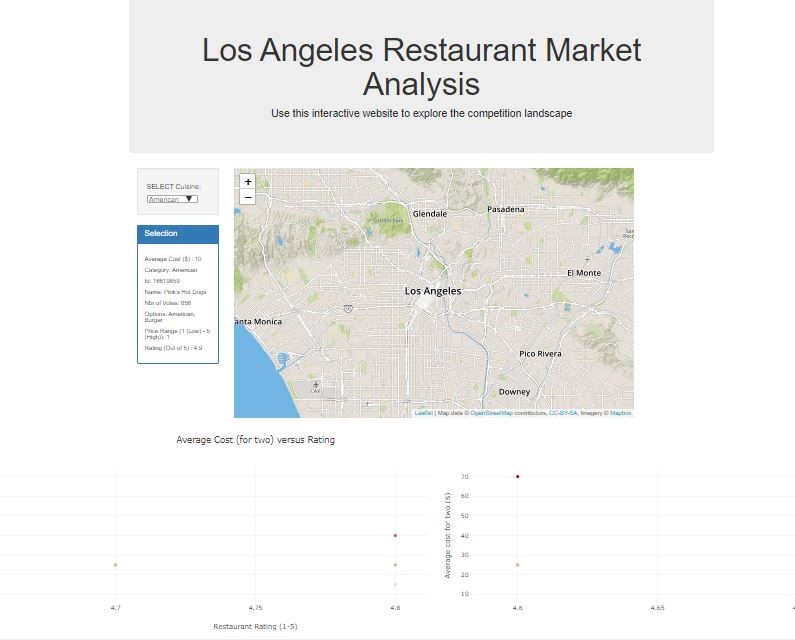 Los Angeles Restaurant Market
Analysis
Use this interactive website to explore the competition landscape
SELECT Cuisine:
American
Selection
Average Cost ($) : 10
Category: American
Id: 16819859
Name: Pink's Hot Dogs
Nbr of Votes: 856
Options: American,
Burger
Price Range (1 (Low) - 5
(High)): 1
Rating (Out of 5) : 4.9
+
−
Glendale
Pasadena
Griffith Park
San
El Monte
Los Angeles
anta Monica
Pico Rivera
LAX
Downey
Leaflet | Map data © OpenStreetMap contributors, CC-BY-SA, Imagery © Mapbox
Average Cost (for two) versus Rating
4.7
4.75
4.8
Restaurant Rating (1-5)
Average cost for two ($)
70
60
50
40
30
20
10
4.6
4.65